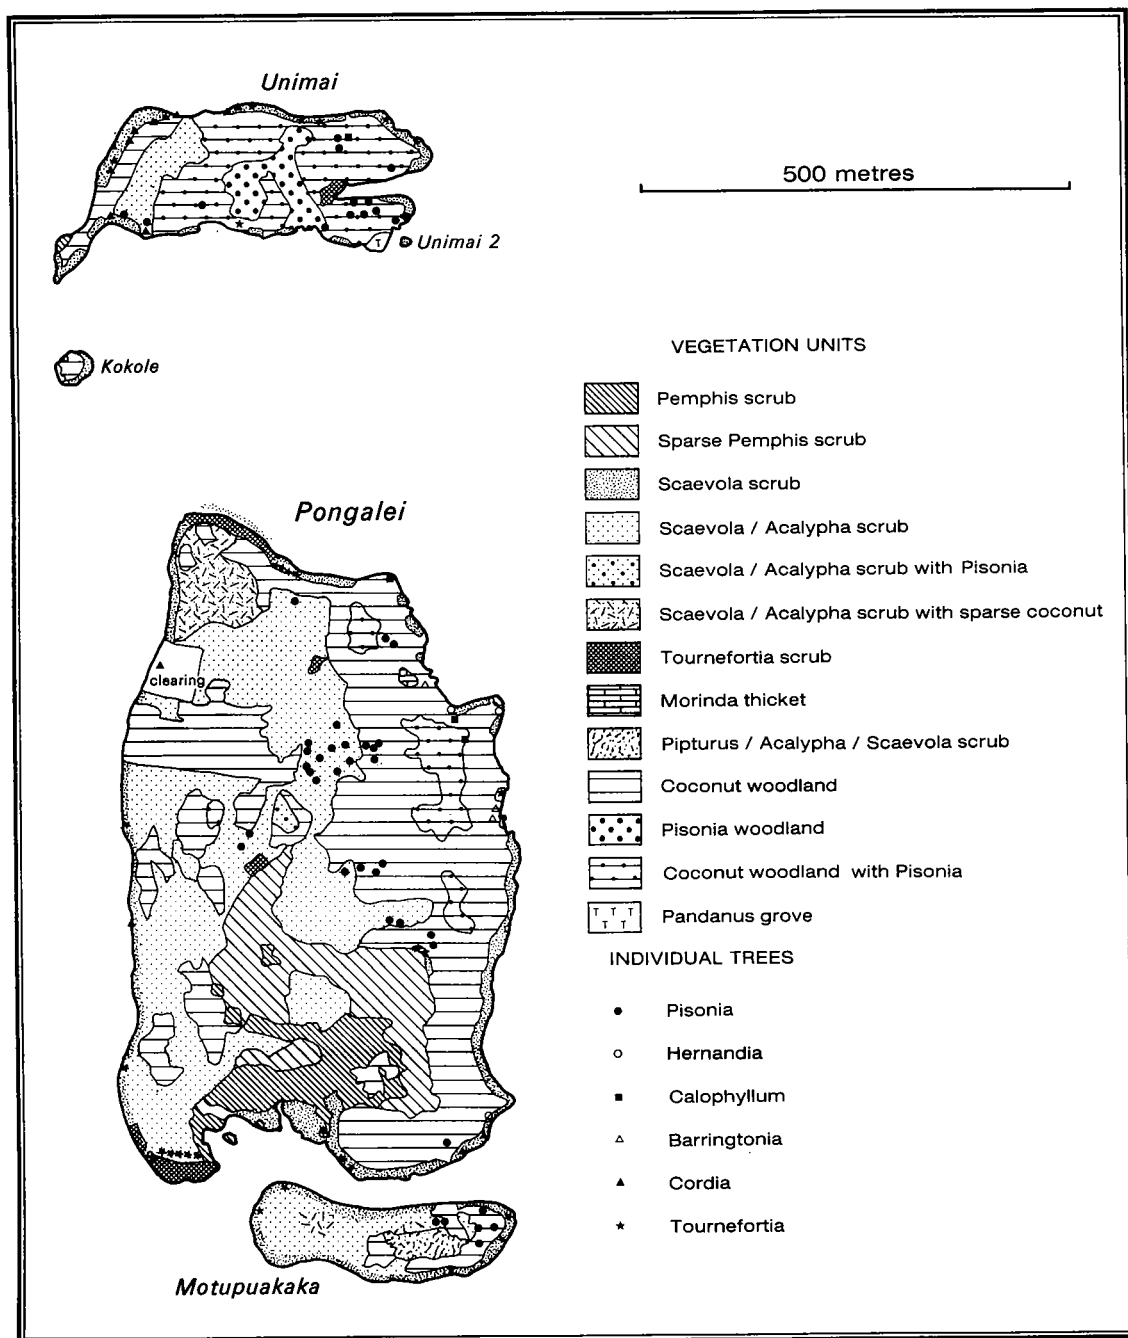 Unimai
500 metres
Unimai 2
T
Kokole
VEGETATION UNITS
Pemphis scrub
Sparse Pemphis scrub
Scaevola scrub
Scaevola / Acalypha scrub
Scaevola / Acalypha scrub with Pisonia
Scaevola / Acalypha scrub with sparse coconut
Tournefortia scrub
Morinda thicket
Pipturus / Acalypha / Scaevola scrub
Coconut woodland
Pisonia woodland
Coconut woodland with Pisonia
T T T
T T
Pandanus grove
INDIVIDUAL TREES
Pisonia
Hernandia
Calophyllum
Barringtonia
Cordia
Tournefortia
Pongalei
clearing
Motupuakaka